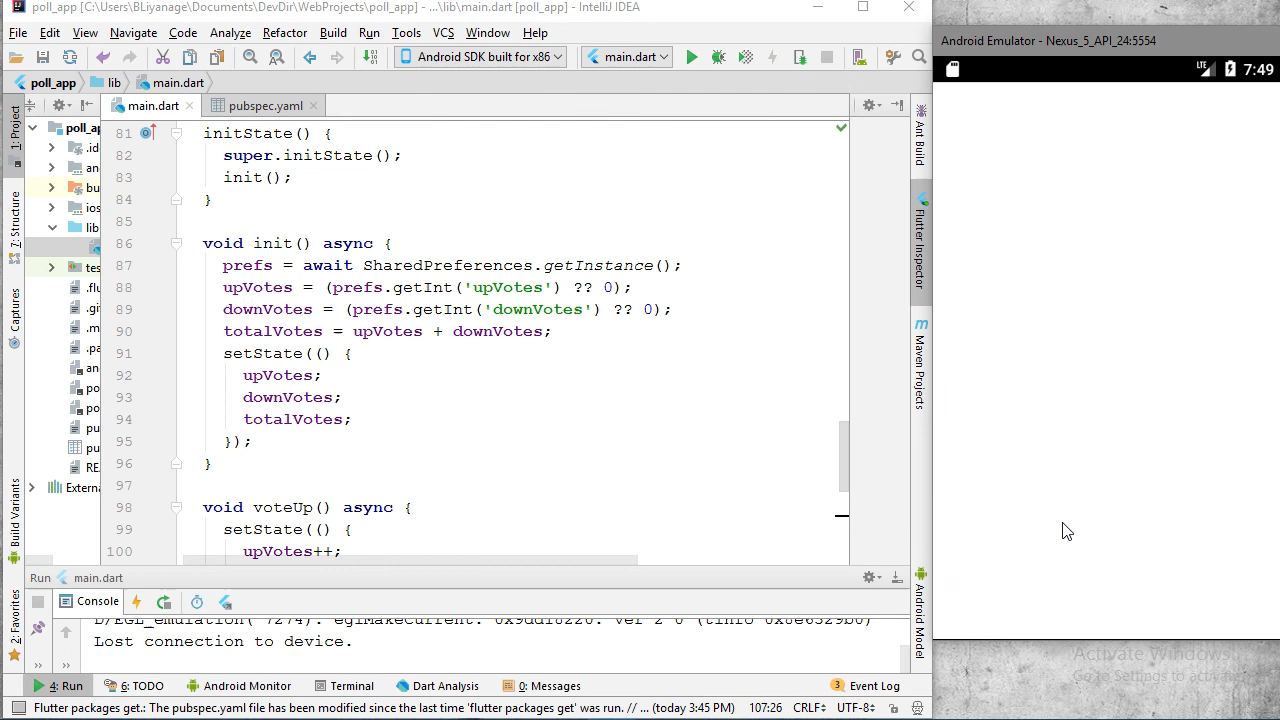 poll_app [C:\Users\BLiyanage\Documents\DevDir\WebProjects\poll_app] - ...\lib\main.dart [poll_app] - IntelliJ IDEA
File Edit View Navigate Code Analyze Refactor Build Run Tools VCS Window Help
Android SDK built for x86
main.dart
poll_app lib main.dart
main.dart pubspec.yaml
1: Project
7: Structure
Captures
Build Variants
2: Favorites
poll_a
.id
an
bu
ios
lib
tes
.flu
.gi
.m
.pa
an
po
po
pu
pu
RE
Externa
81 initState() {
82 super.initState();
83 init();
84 }
85
86 void init() async {
87 prefs = await SharedPreferences.getInstance();
88 upVotes = (prefs.getInt('upVotes') ?? 0);
89 downVotes = (prefs.getInt('downVotes') ?? 0);
90 totalVotes = upVotes + downVotes;
91 setState(() {
92 upVotes;
93 downVotes;
94 totalVotes;
95 });
96 }
97
98 void voteUp() async {
99 setState(() {
100 upVotes++;
Ant Build
Flutter Inspector
Maven Projects
Android Model
Run main.dart
Console
D/EGL_emulation( 7274): eglMakeCurrent: 0x9dd18220: ver 2 0 (tinfo 0x8e6329b0)
Lost connection to device.
4: Run 6: TODO Android Monitor Terminal Dart Analysis 0: Messages 3 Event Log
Flutter packages get.: The pubspec.yaml file has been modified since the last time 'flutter packages get' was run. // ... (today 3:45 PM) 107:26 CRLF UTF-8
Android Emulator - Nexus_5_API_24:5554
LTE 7:49
Activate Windows
Go to Settings to activate